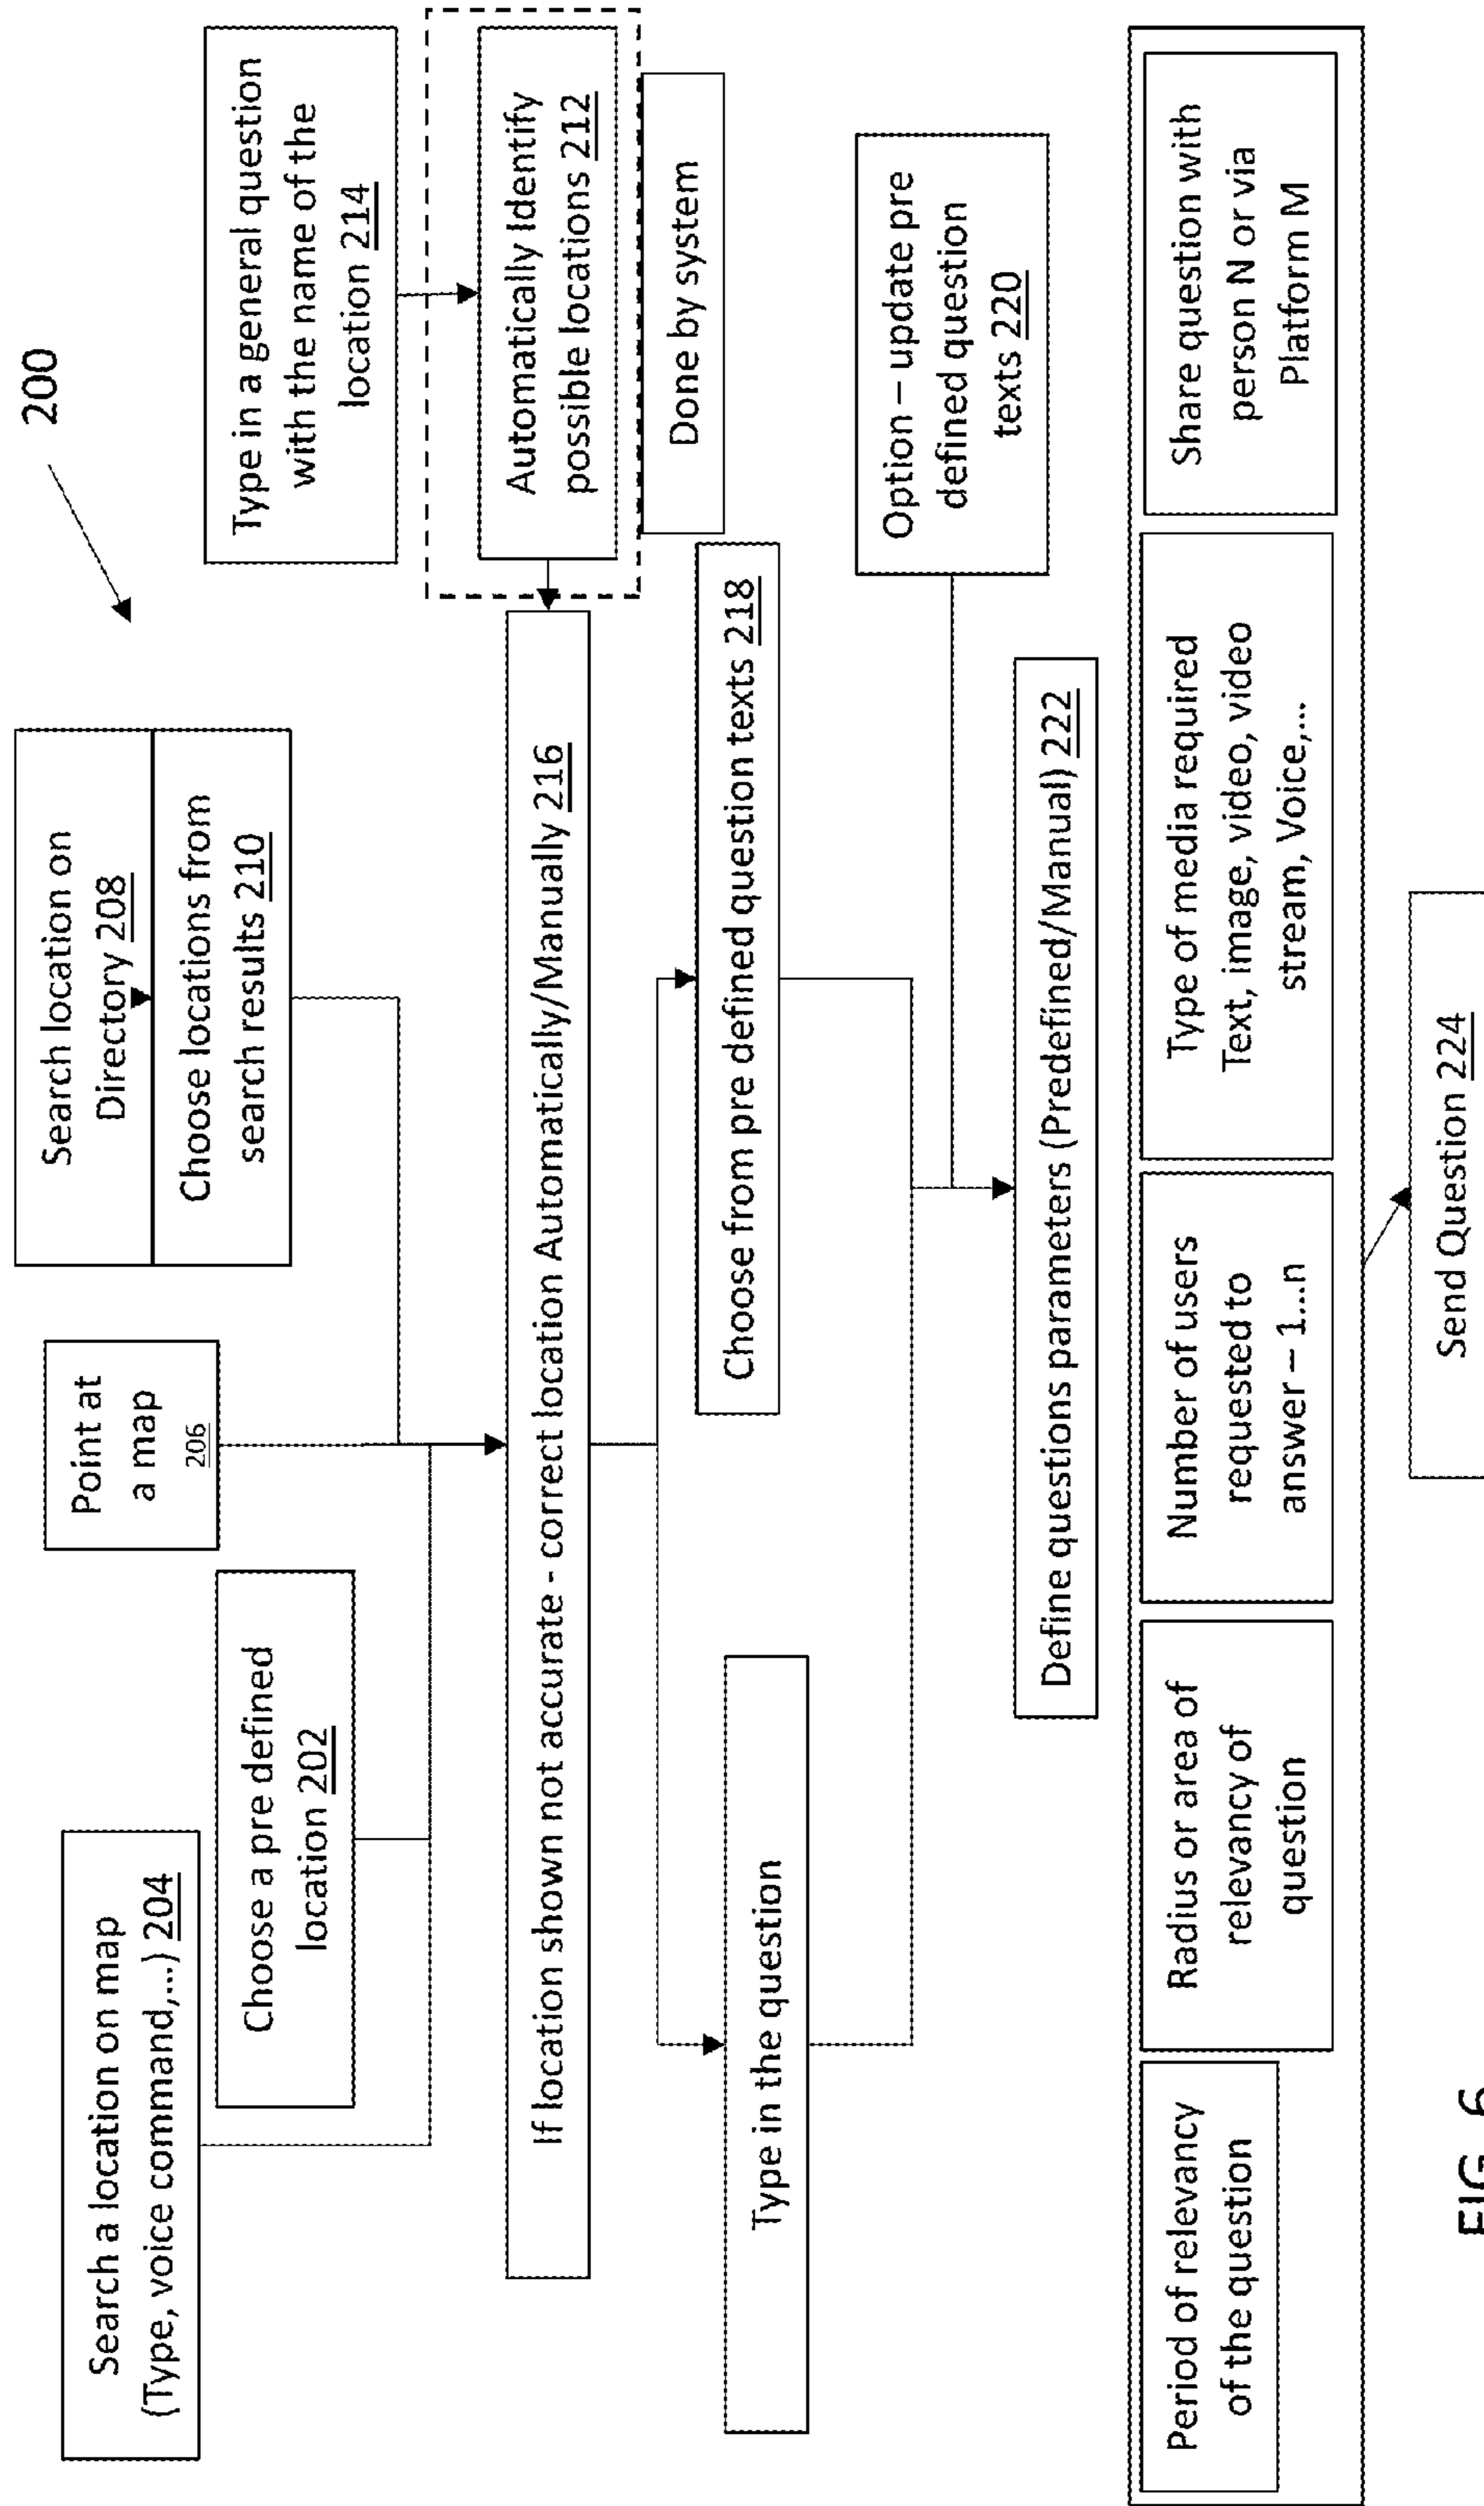 200
Search a location on map
(Type, voice command,...) 204
Choose a pre defined
location 202
Point at
a map
206
Search location on
Directory 208
Choose locations from
search results 210
Type in a general question
with the name of the
location 214
Automatically Identify
possible locations 212
Done by system
If location shown not accurate - correct location Automatically/Manually 216
Type in the question
Choose from pre defined question texts 218
Option – update pre
defined question
texts 220
Define questions parameters (Predefined/Manual) 222
Period of relevancy
of the question
Radius or area of
relevancy of
question
Number of users
requested to
answer – 1...n
Type of media required
Text, image, video, video
stream, Voice,...
Share question with
person N or via
Platform M
Send Question 224
FIG. 6